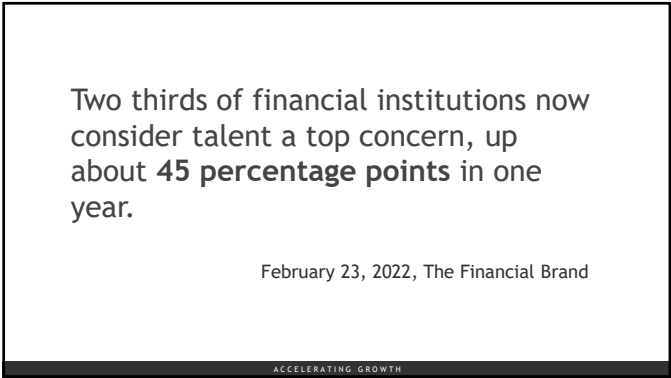 Two thirds of financial institutions now
consider talent a top concern, up
about 45 percentage points in one
year.
February 23, 2022, The Financial Brand
ACCELERATING GROWTH